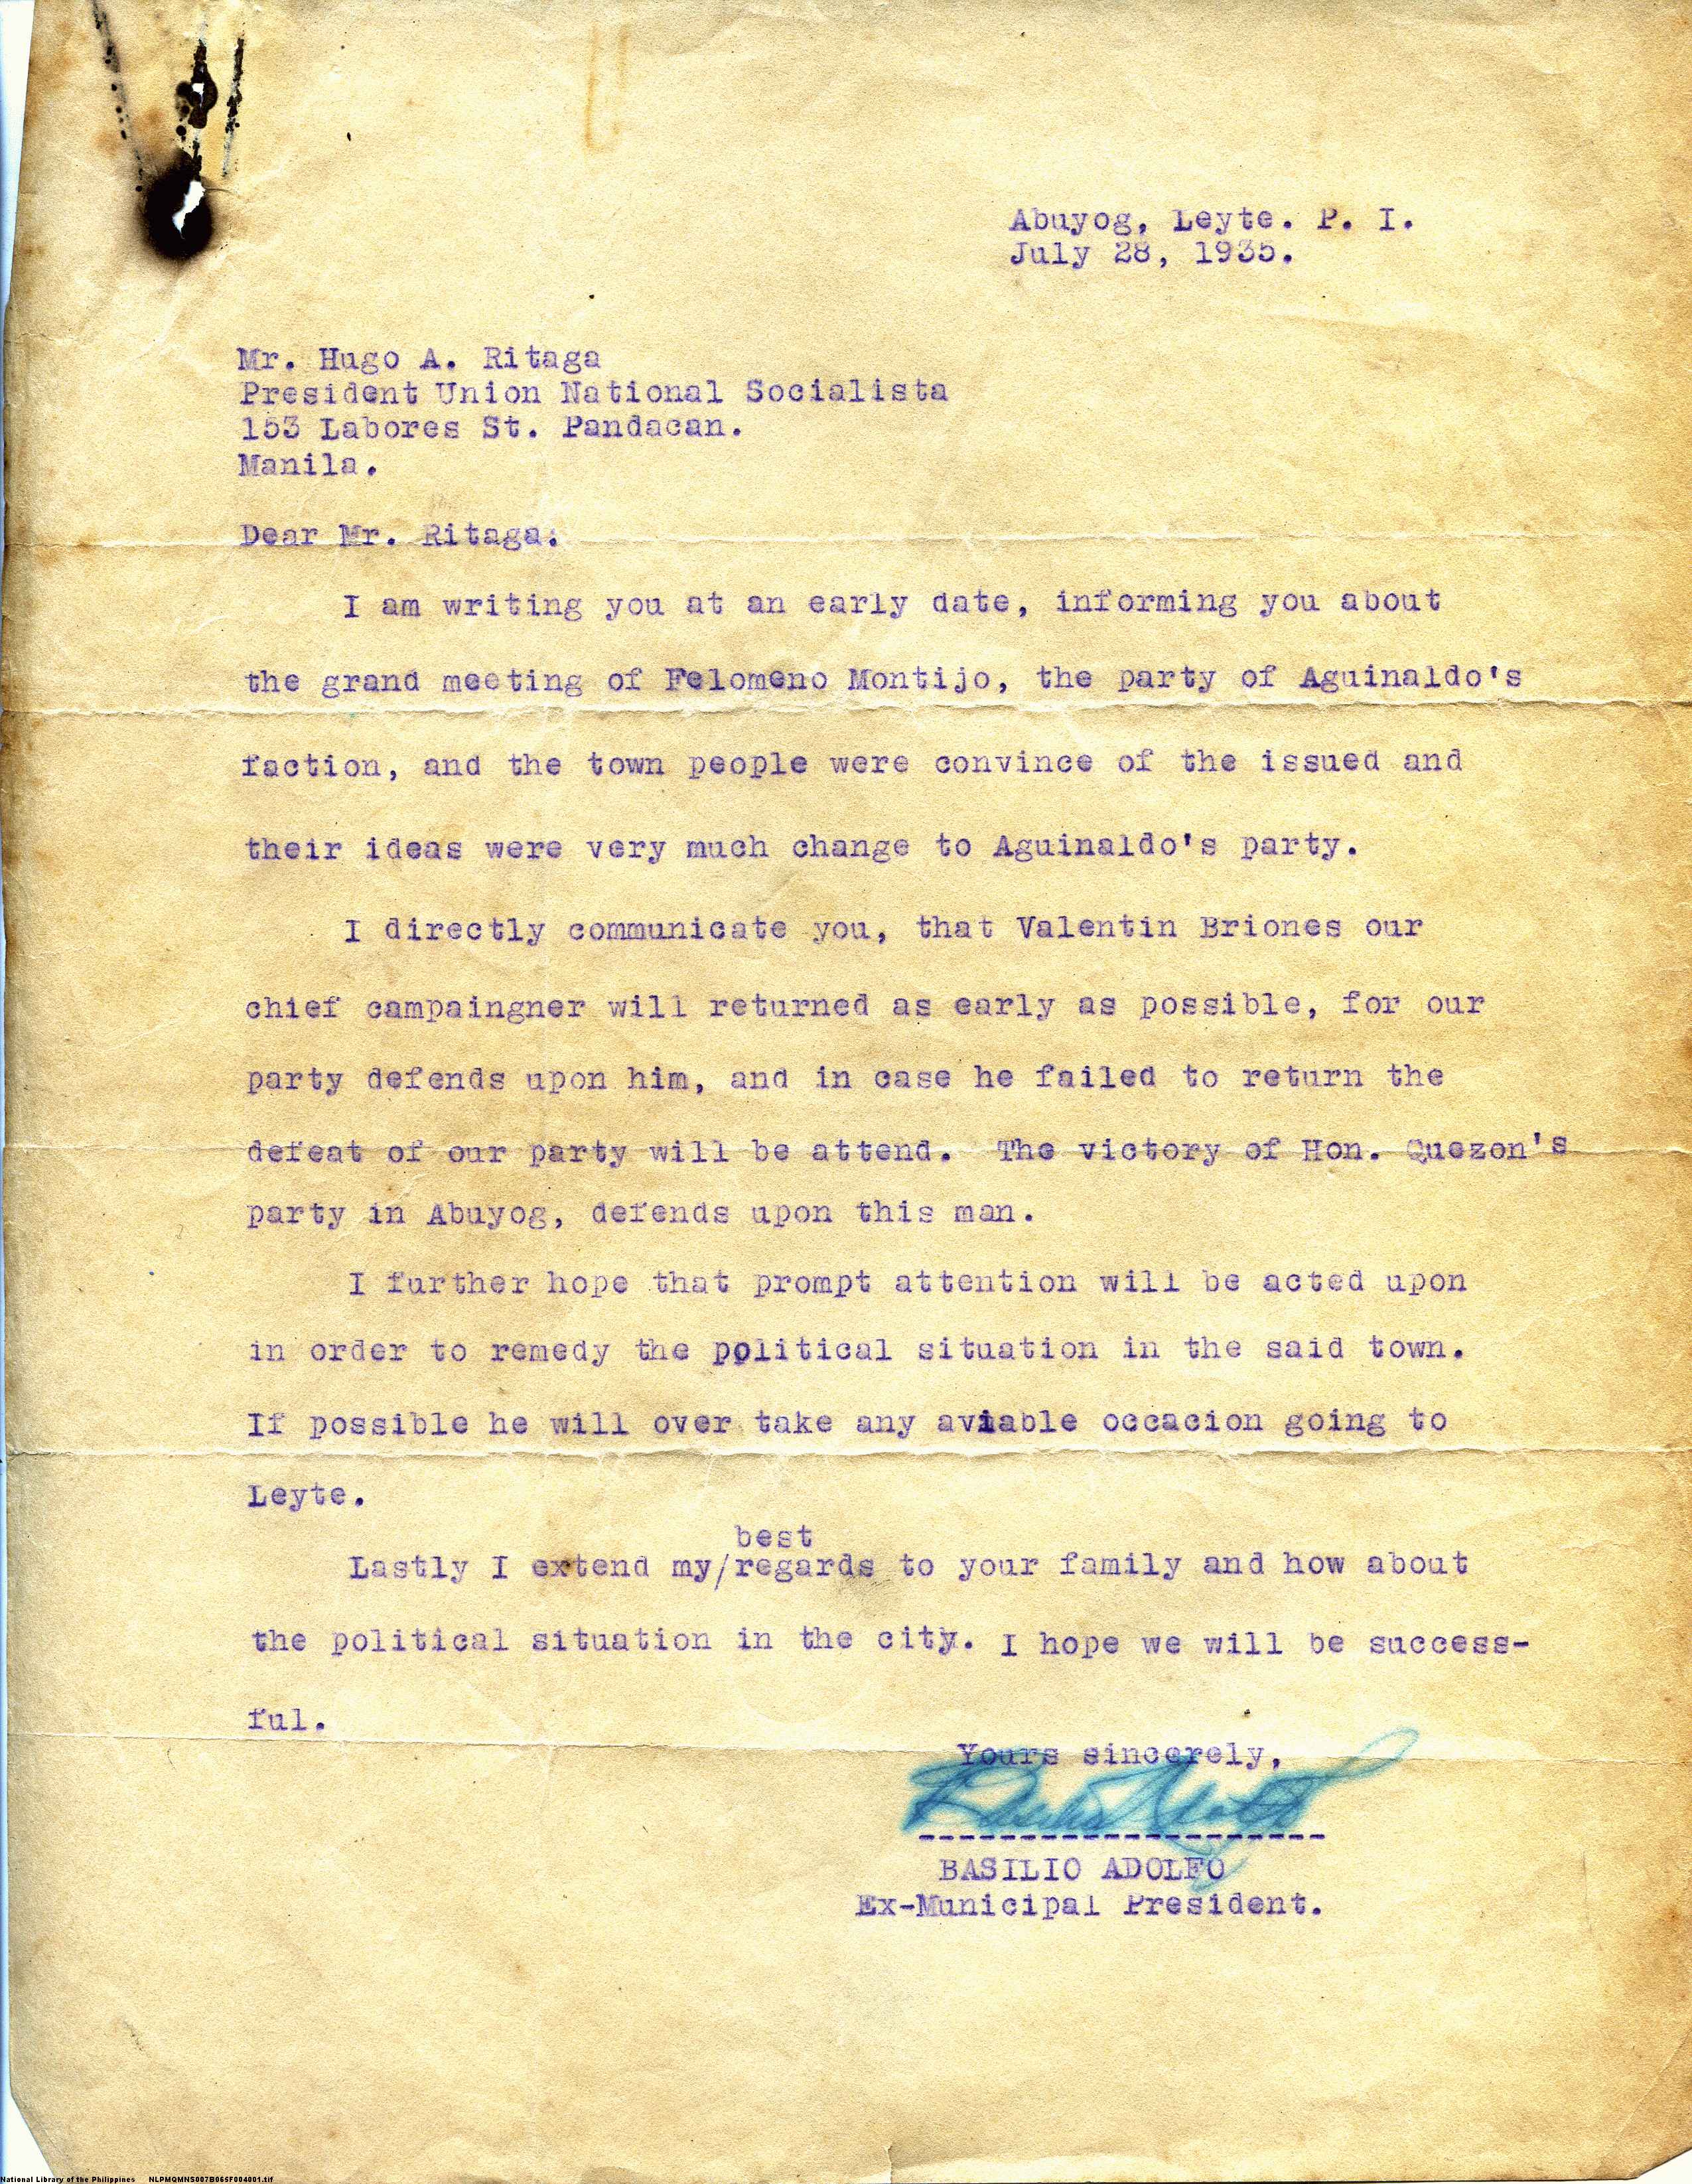 Abuyog, Leyte. P. I.
July 28, 1935.
Mr. Hugo A. Ritaga
President Union National Socialista
153 Labores St. Pandacan.
Manila.
Dear Mr. Ritaga:
I am writing you at an early date, informing you about
the grand meeting of Felomeno Montijo, the party of Aguinaldo's
faction, and the town people were convince of the issued and
their ideas were very much change to Aguinaldo's party.
I directly communicate you, that Valentin Briones our
chief campaingner will returned as early as possible, for our
party defends upon him, and in case he failed to return the
defeat of our party will be attend. The victory of Hon. Quezon's
party in Abuyog, defends upon this man.
I further hope that prompt attention will be acted upon
in order to remedy the political situation in the said town.
If possible he will over take any aviable occacion going to
Leyte.
best
Lastly I extend my/regards to your family and how about
the political situation in the city. I hope we will be success-
ful.
Yours sincerely,
BASILIO ADOLFO
Ex-Municipal President.
National Library of the Philippines NLPMQMNS007B066F004001.tif